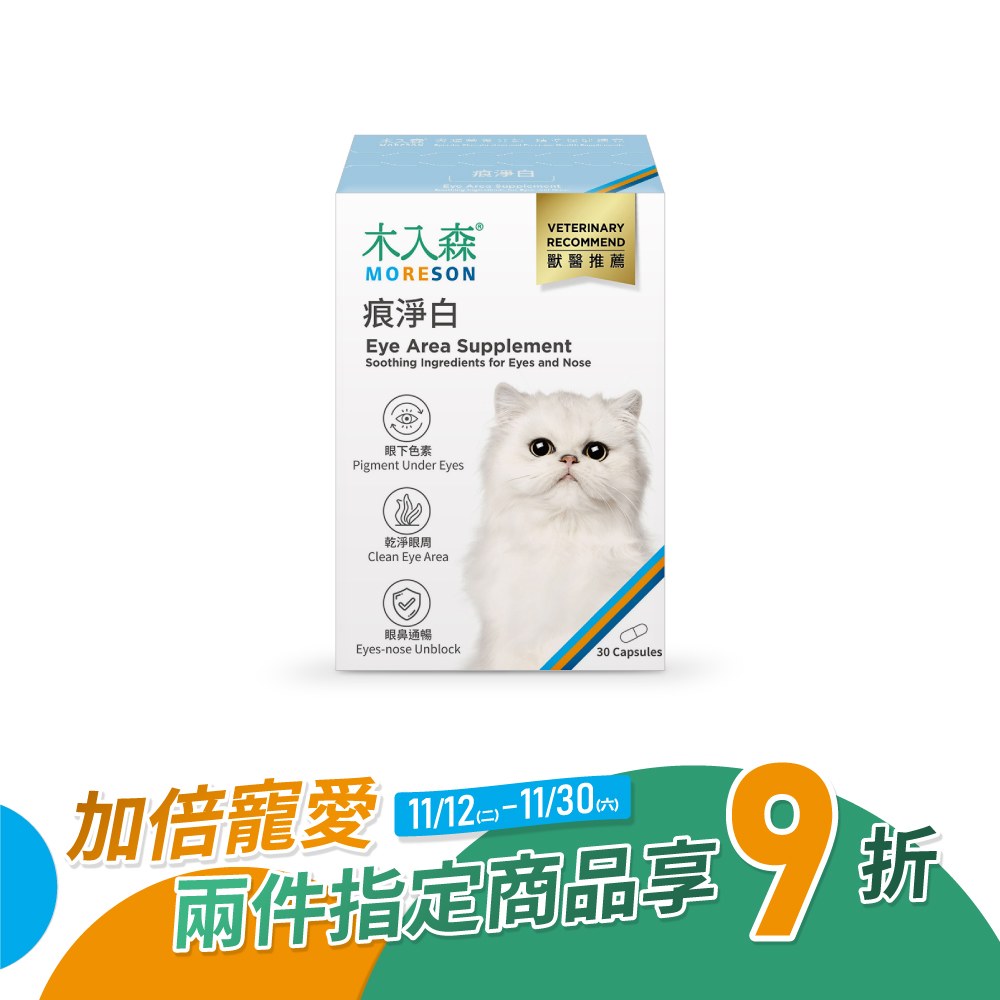 痕淨白
Eye Area Supplement
木入森®
MORESON
VETERINARY
RECOMMEND
獸醫推薦
痕淨白
Eye Area Supplement
Soothing Ingredients for Eyes and Nose
眼下色素
Pigment Under Eyes
乾淨眼周
Clean Eye Area
眼鼻通暢
Eyes-nose Unblock
30 Capsules
加倍寵愛
11/12(二)-11/30(六)
兩件指定商品享9折